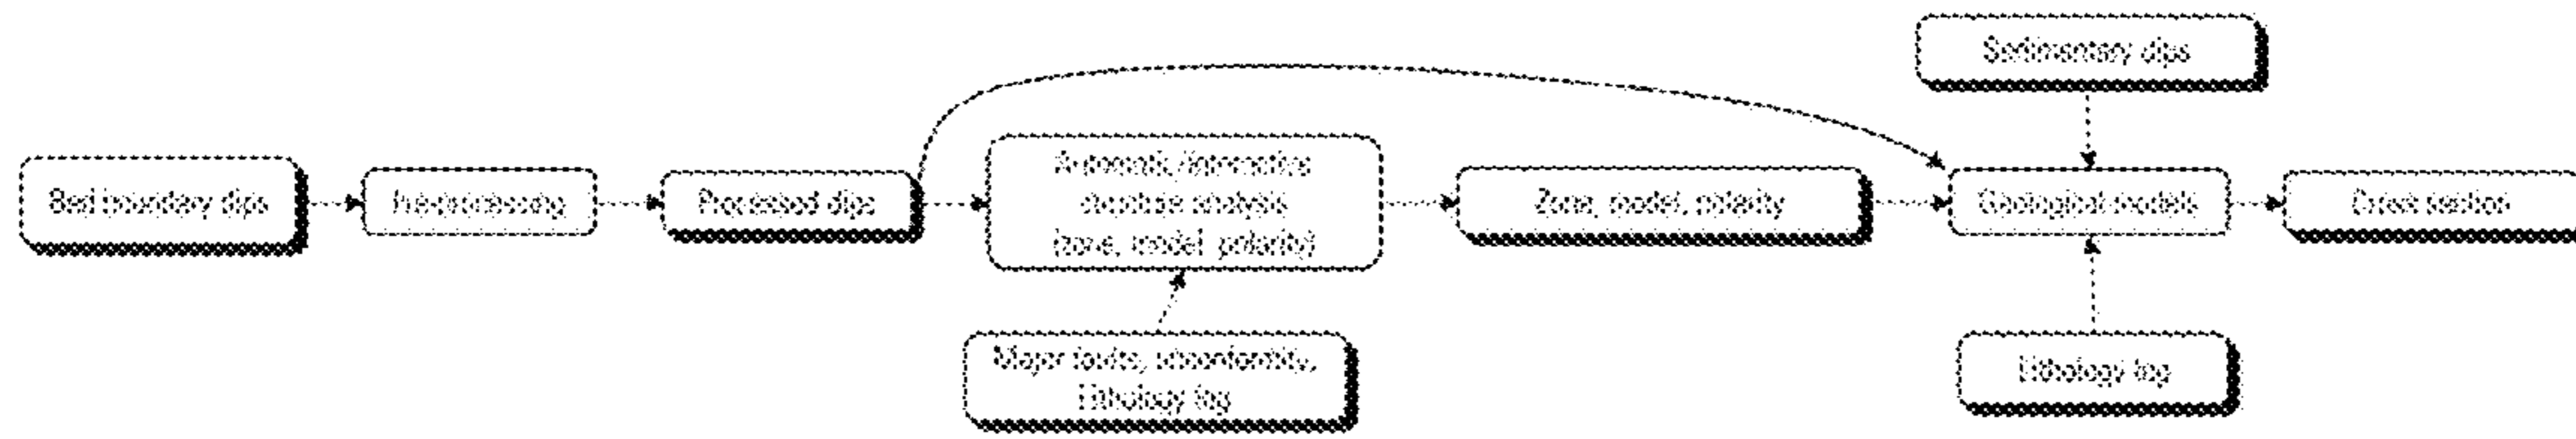 Sedimentary dips
Bed boundary dips
Pre-processing
Processed dips
Automatic/interactive
structure analysis
(zone, model, polarity)
Zone, model, polarity
Geological models
Cross section
Major faults, unconformity,
Lithology log
Lithology log